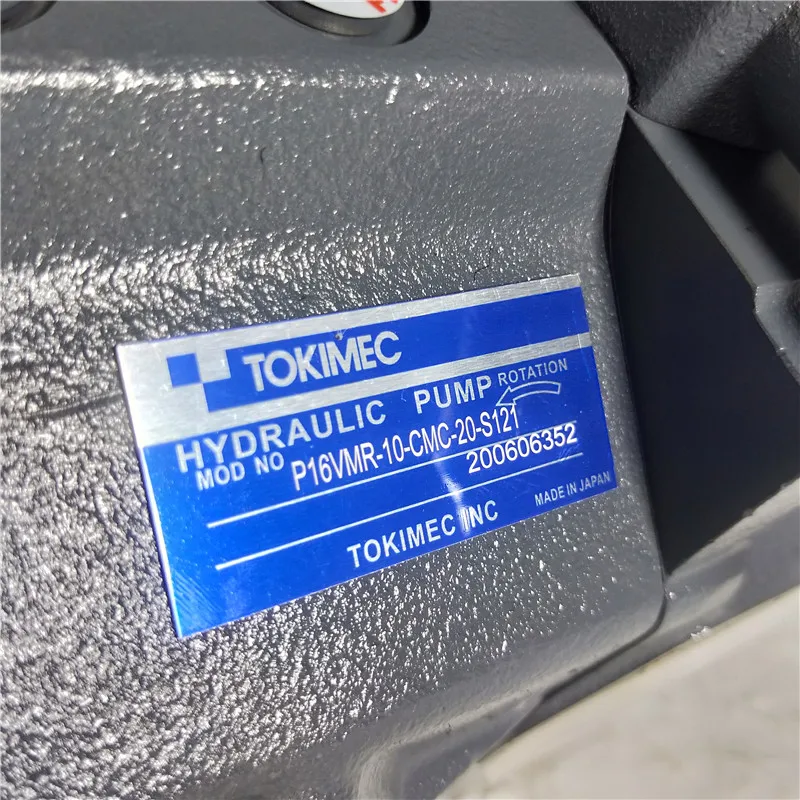 TOKIMEC
HYDRAULIC PUMP ROTATION
MOD NO P16VMR-10-CMC-20-S121
200606352
TOKIMEC INC MADE IN JAPAN